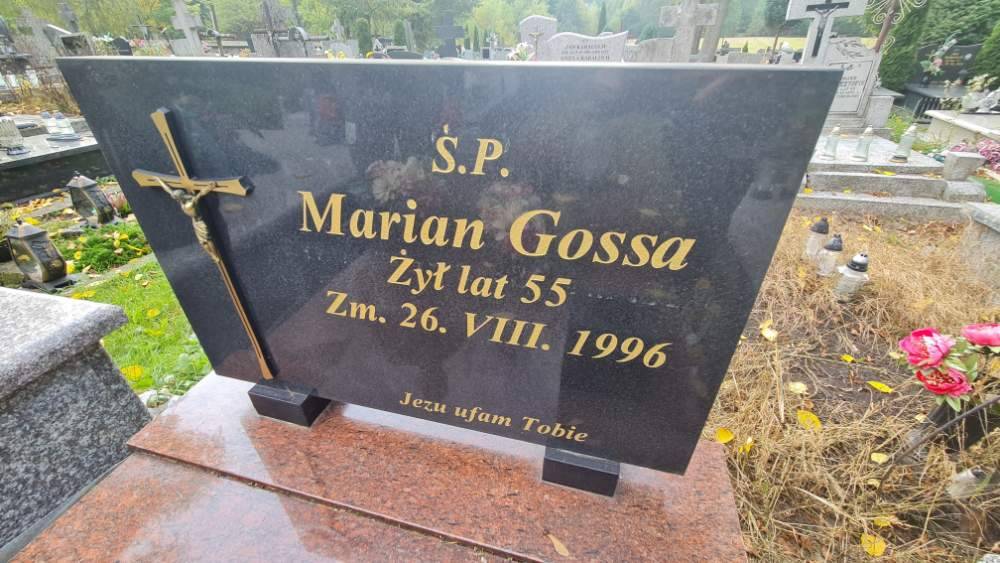 Ś.P.
Marian Gossa
Żył lat 55
Zm. 26. VIII. 1996
Jezu ufam Tobie